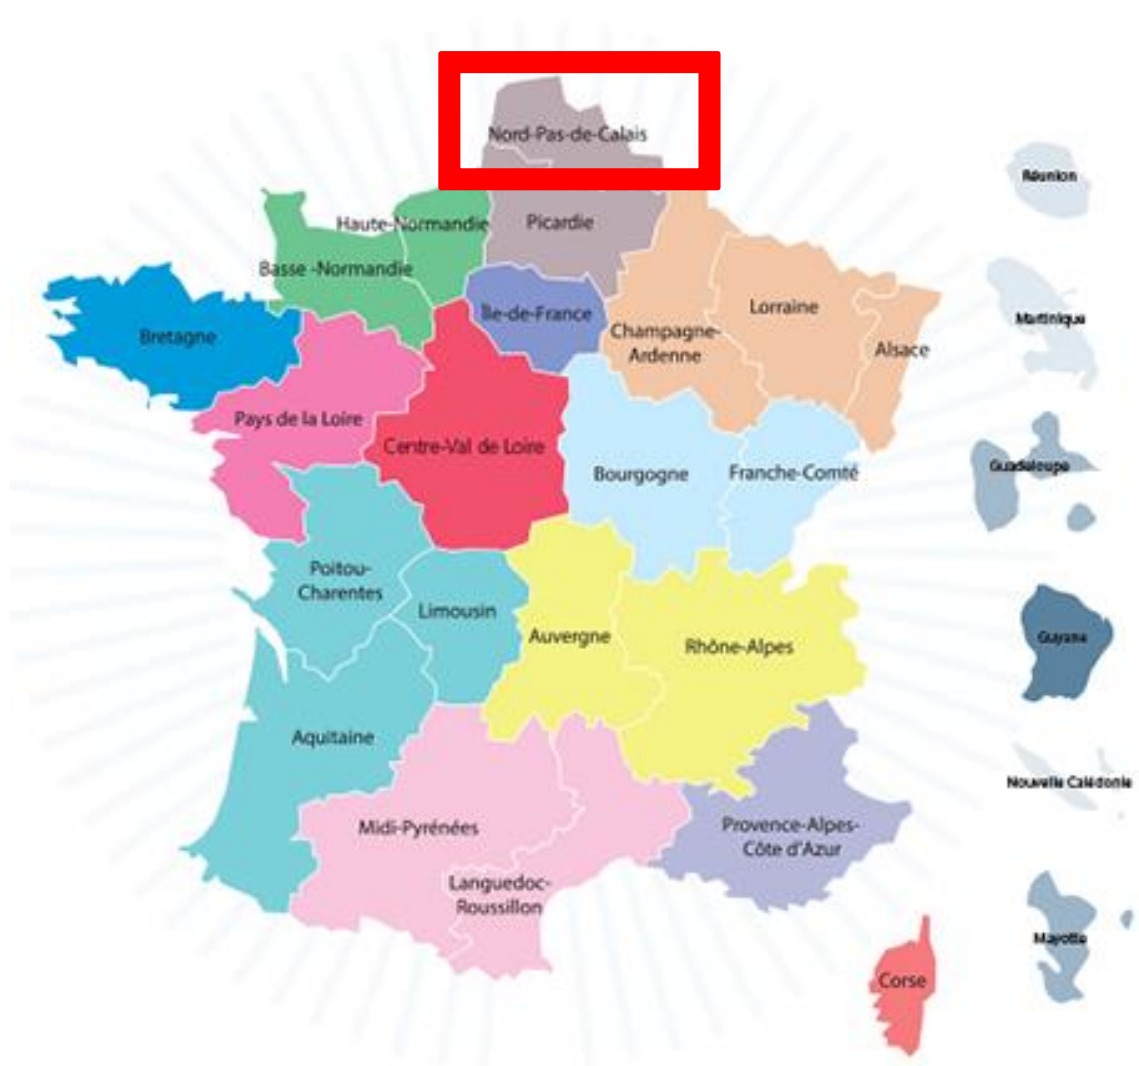 Nord-Pas-de-Calais
Réunion
Haute-Normandie
Picardie
Basse -Normandie
Île-de-France
Lorraine
Martinique
Bretagne
Champagne-
Ardenne
Alsace
Pays de la Loire
Centre-Val de Loire
Bourgogne
Franche-Comté
Guadeloupe
Poitou-
Charentes
Limousin
Auvergne
Rhône-Alpes
Guyane
Aquitaine
Nouvelle Calédonie
Midi-Pyrénées
Provence-Alpes-
Côte d'Azur
Languedoc-
Roussillon
Mayotte
Corse